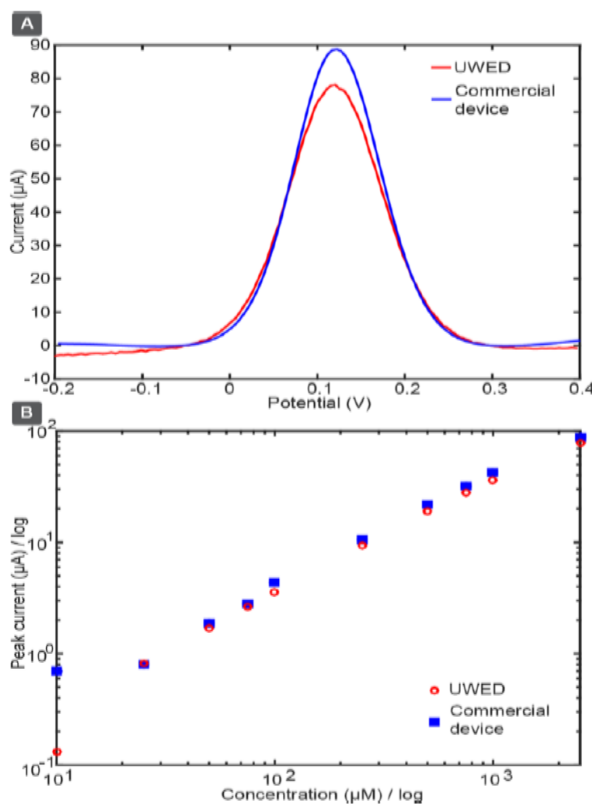 A
90
80
70
60
50
40
30
20
10
0
-10
Current (µA)
UWED
Commercial
device
-0.2 -0.1 0 0.1 0.2 0.3 0.4
Potential (V)
B
10²
10¹
10⁰
10⁻¹
Peak current (µA) / log
UWED
Commercial
device
10¹ 10² 10³
Concentration (µM) / log